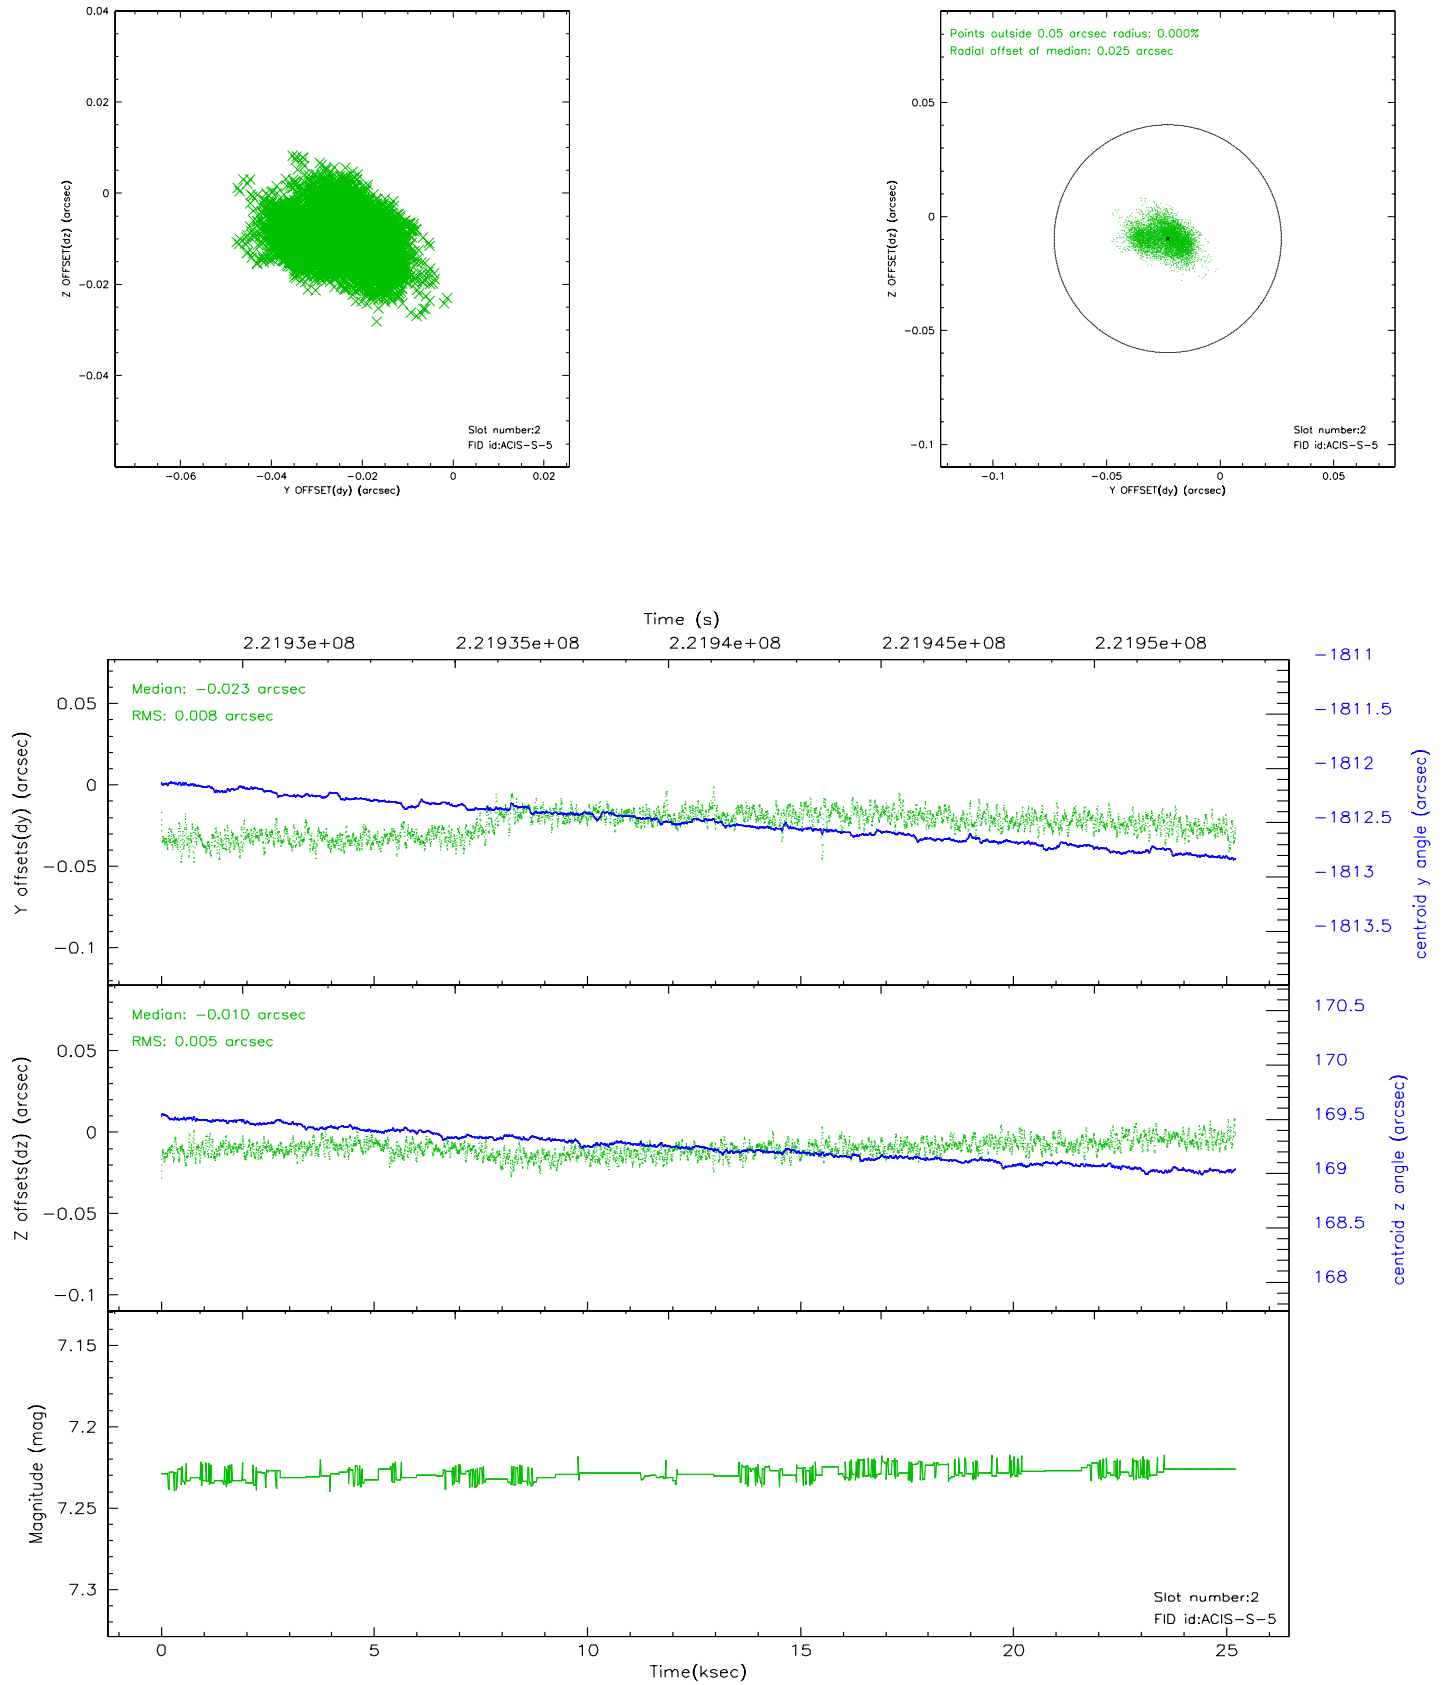 0.04
0.02
0
−0.02
−0.04
Z OFFSET(dz) (arcsec)
Slot number:2
FID id:ACIS−S−5
−0.06
−0.04
−0.02
0
0.02
Y OFFSET(dy) (arcsec)
Points outside 0.05 arcsec radius: 0.000%
Radial offset of median: 0.025 arcsec
0.05
0
−0.05
−0.1
Z OFFSET(dz) (arcsec)
Slot number:2
FID id:ACIS−S−5
−0.1
−0.05
0
0.05
Y OFFSET(dy) (arcsec)
Time (s)
2.2193e+08
2.21935e+08
2.2194e+08
2.21945e+08
2.2195e+08
Median: −0.023 arcsec
RMS: 0.008 arcsec
0.05
0
−0.05
−0.1
Y offsets(dy) (arcsec)
−1811
−1811.5
−1812
−1812.5
−1813
−1813.5
centroid y angle (arcsec)
Median: −0.010 arcsec
RMS: 0.005 arcsec
0.05
0
−0.05
−0.1
Z offsets(dz) (arcsec)
170.5
170
169.5
169
168.5
168
centroid z angle (arcsec)
7.15
7.2
7.25
7.3
Magnitude (mag)
Slot number:2
FID id:ACIS−S−5
0
5
10
15
20
25
Time(ksec)